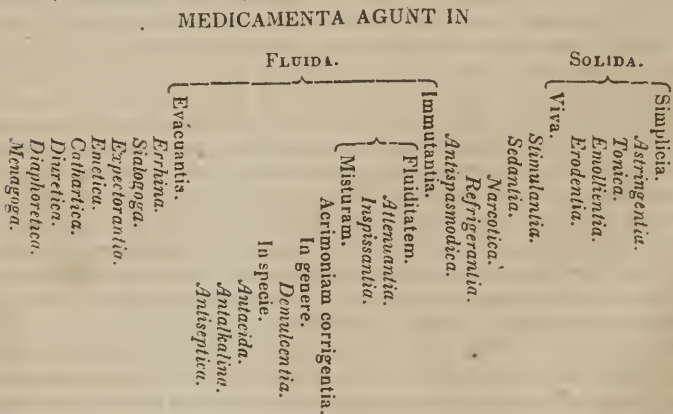 MEDICAMENTA AGUNT IN
SOLIDA.
Simplicia.
Astringentia.
Tonica.
Emollientia.
Erodentia.
Viva.
Stimulantia.
Sedantia.
Narcotica.
Refrigerantia.
Antispasmodica.
FLUIDA.
Immutantia.
Fluiditatem.
Attenuantia.
Inspissantia.
Misturam.
Acrimoniam corrigentia.
In genere.
Demulcentia.
In specie.
Antacida.
Antalkalina.
Antiseptica.
Evacuantis.
Errhina.
Sialogoga.
Expectorantia.
Emetica.
Cathartica.
Diuretica.
Diaphoretica.
Menagoga.